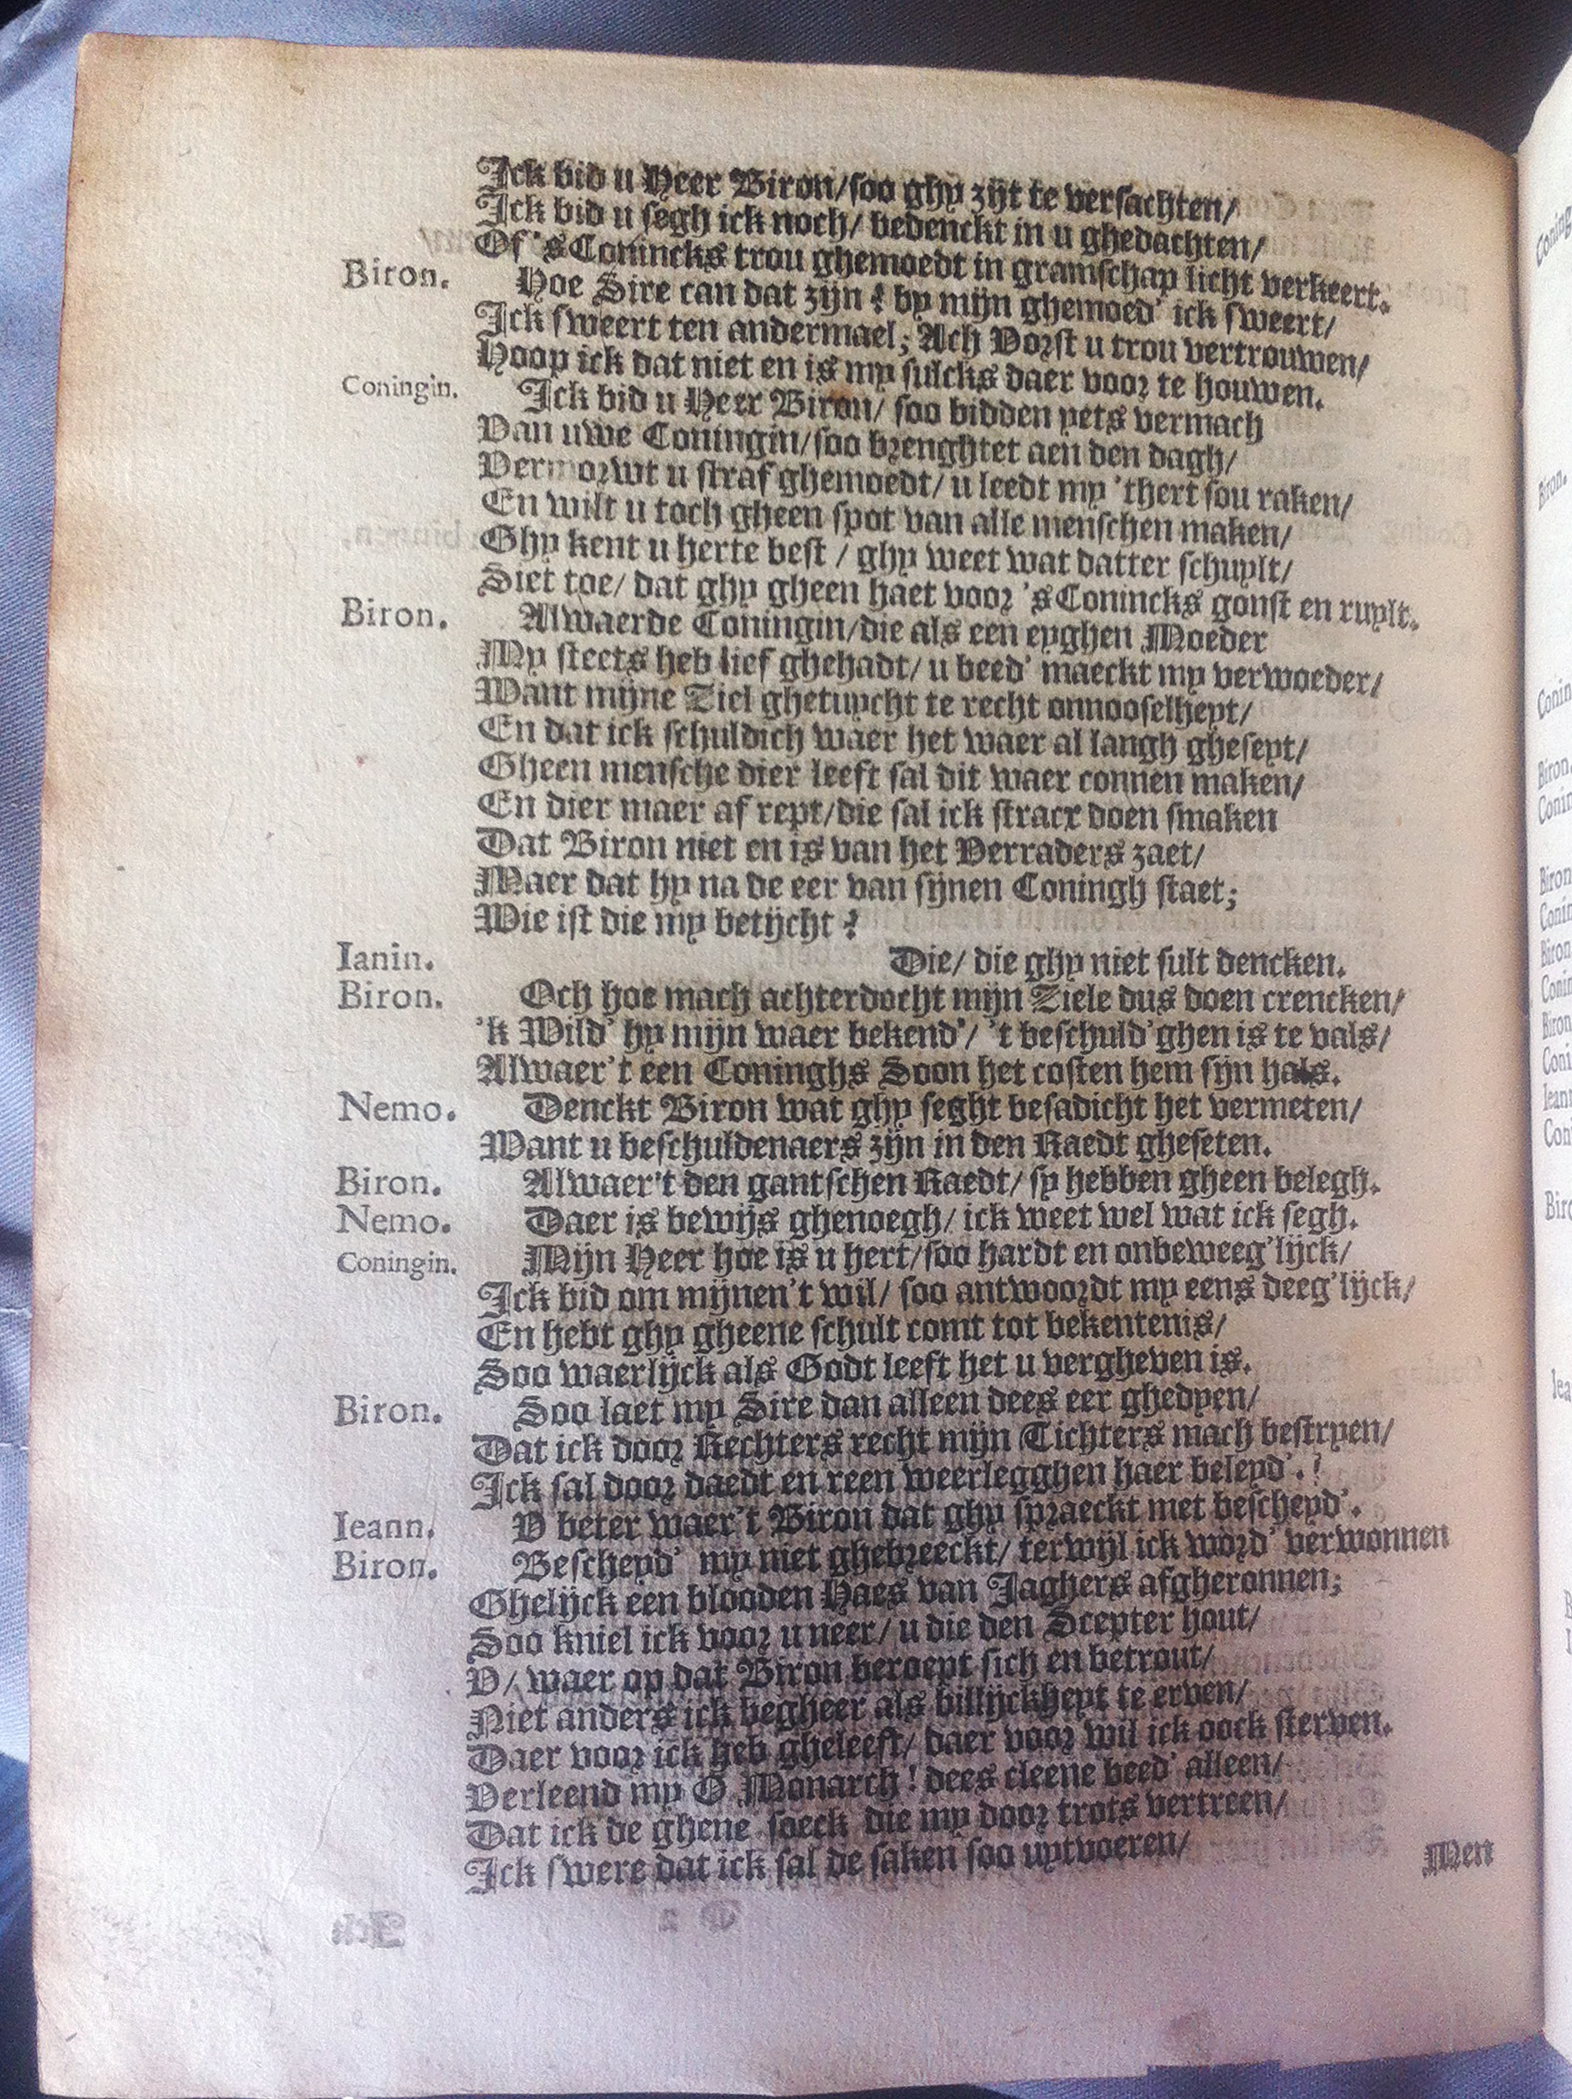 Ick bid u Heer Biron/soo ghy zijt te versachten/
Ick bid u segh ick noch/ bedenckt in u ghedachten/
Of 'sConincks trou ghemoedt in gramschap licht verkeert.
Biron. Hoe Sire can dat zijn? by mijn ghemoed' ick sweert/
Ick sweert ten andermael; Ach Vorst u trou vertrouwen/
Hoop ick dat niet en is my sulcks daer voor te houwen.
Coningin. Ick bid u Heer Biron/ soo bidden yets vermach
Van uwe Coningin/soo brenghtet aen den dagh/
Vermorwt u straf ghemoedt/ u leedt my 'thert sou raken/
En wilt u toch gheen spot van alle menschen maken/
Ghy kent u herte best / ghy weet wat datter schuylt/
Siet toe/ dat ghy gheen haet voor 'sConincks gonst en ruylt.
Biron. Alwaerde Coningin/die als een eyghen Moeder
My steets heb lief ghehadt/ u beed' maeckt my verwoeder/
Want mijne Ziel ghetuycht te recht onnooselheyt/
En dat ick schuldich waer het waer al langh gheseyt/
Gheen mensche dier leeft sal dit waer connen maken/
En dier maer af rept/die sal ick stracx doen smaken
Dat Biron niet en is van het Verraders zaet/
Maer dat hy na de eer van sijnen Coningh staet;
Wie ist die my betijcht?
Ianin. Die/ die ghy niet sult dencken.
Biron. Och hoe mach achterdocht mijn Ziele dus doen crencken/
'k Wild' hy mijn waer bekend'/ 't beschuld'ghen is te vals/
Alwaer't een Coninghs Soon het costen hem sijn hals.
Nemo. Denckt Biron wat ghy seght besadicht het vermeten/
Want u beschuldenaers zijn in den Raedt gheseten.
Biron. Alwaer't den gantschen Raedt/ sy hebben gheen belegh.
Nemo. Daer is bewijs ghenoegh/ ick weet wel wat ick segh.
Coningin. Mijn Heer hoe is u hert/soo hardt en onbeweeg'lijck/
Ick bid om mijnen't wil/ soo antwoordt my eens deeg'lijck/
En hebt ghy gheene schult comt tot bekentenis/
Soo waerlijck als Godt leeft het u vergheven is.
Biron. Soo laet my Sire dan alleen dees eer ghedyen/
Dat ick door Rechters recht mijn Tichters mach bestryen/
Ick sal door daedt en reen weerlegghen haer beleyd'.!
Ieann. V beter waer't Biron dat ghy spraeckt met bescheyd'.
Biron. Bescheyd' my niet ghebreeckt/ terwijl ick word' verwonnen
Ghelijck een blooden Haes van Jaghers afgheronnen;
Soo kniel ick voor u neer/ u die den Scepter hout/
V/ waer op dat Biron beroept sich en betrout/
Niet anders ick begheer als billijckheyt te erven/
Daer voor ick heb gheleeft/ daer voor wil ick oock sterven.
Verleend my O Monarch! dees cleene beed' alleen/
Dat ick de ghene soeck die my door trots vertreen/
Ick swere dat ick sal de saken soo uytvoeren/
Men